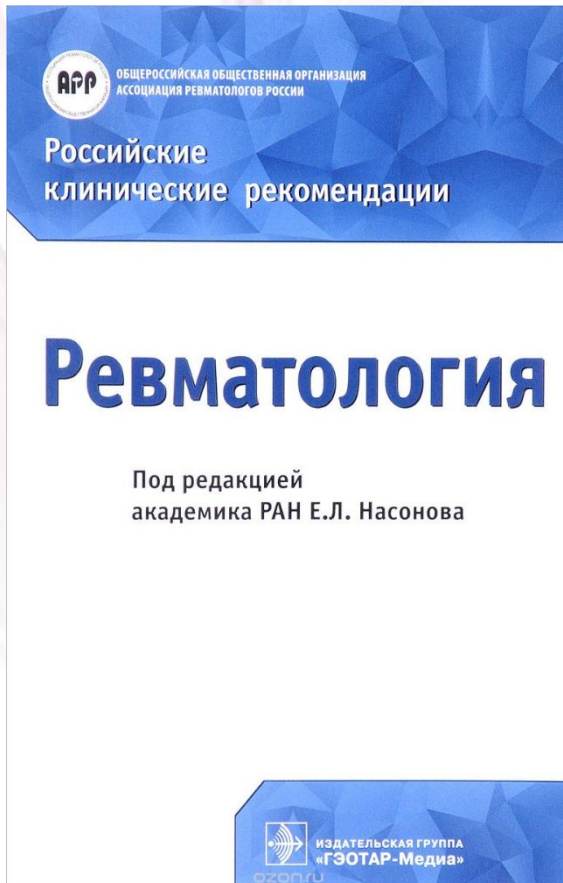 АРР
ОБЩЕРОССИЙСКАЯ ОБЩЕСТВЕННАЯ ОРГАНИЗАЦИЯ
АССОЦИАЦИЯ РЕВМАТОЛОГОВ РОССИИ
Российские
клинические рекомендации
Ревматология
Под редакцией
академика РАН Е.Л. Насонова
ИЗДАТЕЛЬСКАЯ ГРУППА
«ГЭОТАР-Медиа»
ozon.ru